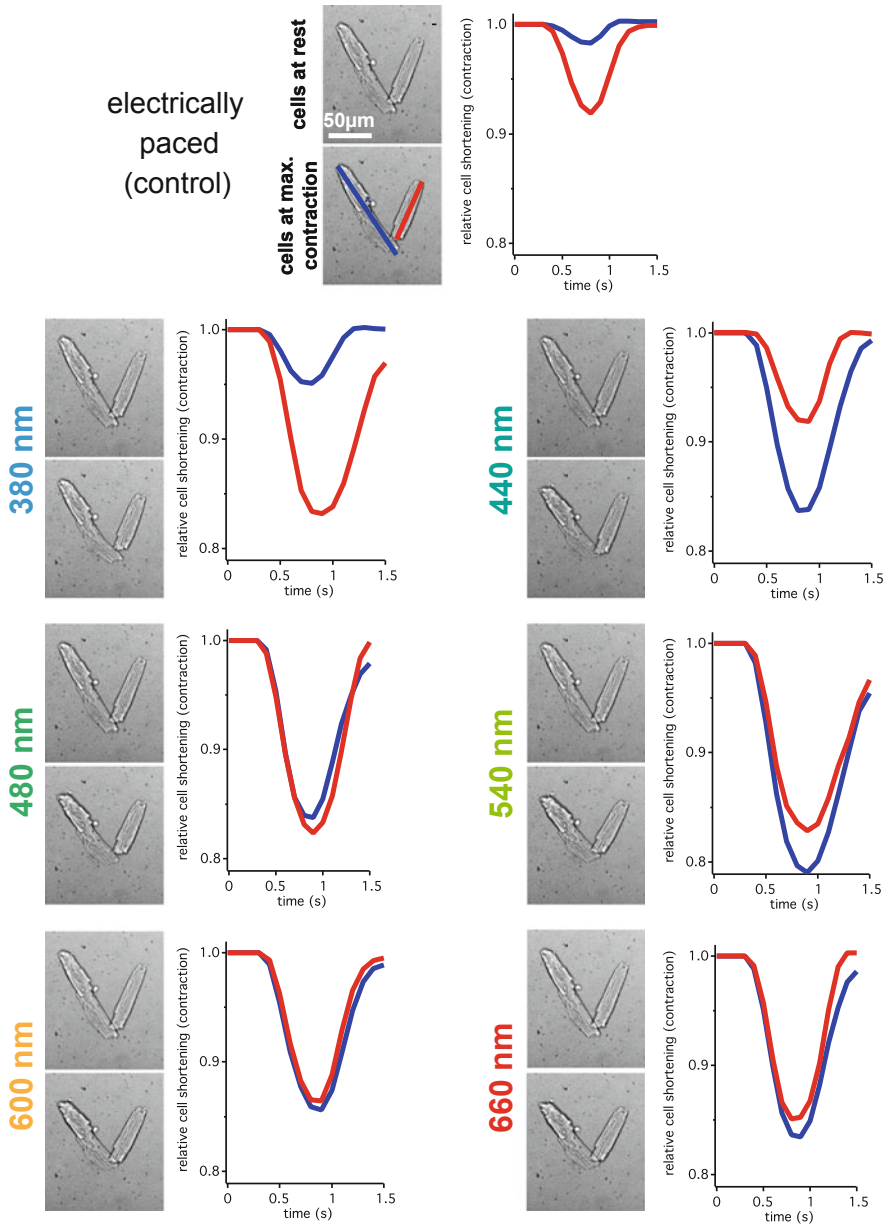 electrically
paced
(control)
cells at rest
50µm
cells at max.
contraction
relative cell shortening (contraction)
1.0
0.9
0.8
0
0.5
1
1.5
time (s)
380 nm
relative cell shortening (contraction)
1.0
0.9
0.8
0
0.5
1
1.5
time (s)
440 nm
relative cell shortening (contraction)
1.0
0.9
0.8
0
0.5
1
1.5
time (s)
480 nm
relative cell shortening (contraction)
1.0
0.9
0.8
0
0.5
1
1.5
time (s)
540 nm
relative cell shortening (contraction)
1.0
0.9
0.8
0
0.5
1
1.5
time (s)
600 nm
relative cell shortening (contraction)
1.0
0.9
0.8
0
0.5
1
1.5
time (s)
660 nm
relative cell shortening (contraction)
1.0
0.9
0.8
0
0.5
1
1.5
time (s)